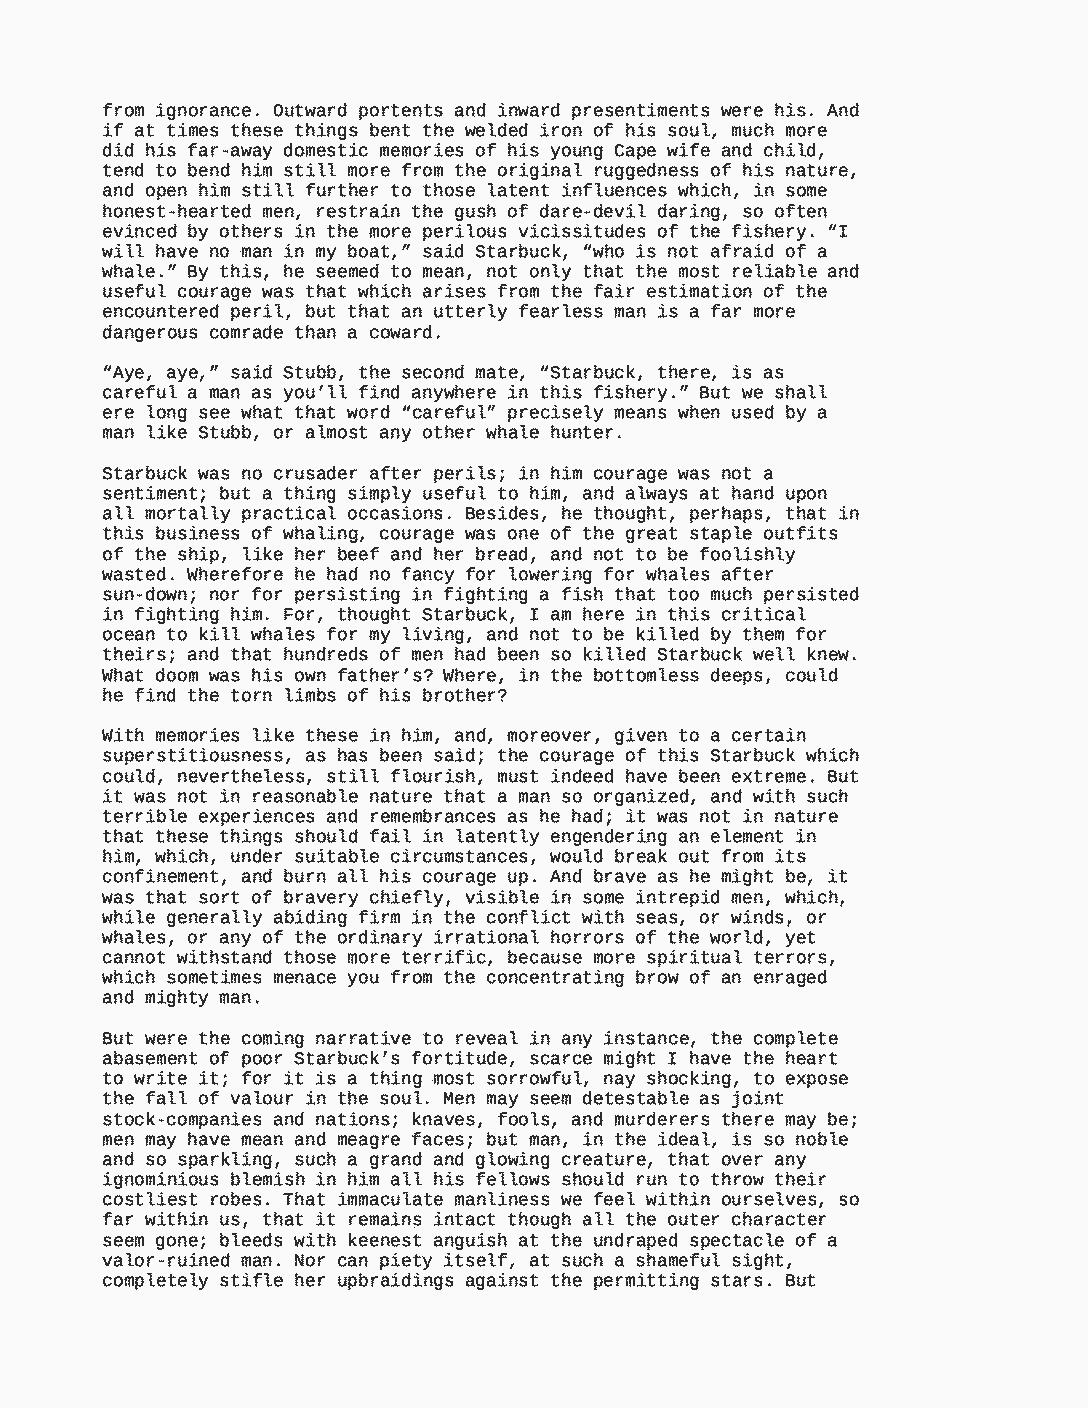 from ignorance. Outward portents and inward presentiments were his. And
if at times these things bent the welded iron of his soul, much more
did his far-away domestic memories of his young Cape wife and child,
tend to bend him still more from the original ruggedness of his nature,
and open him still further to those latent influences which, in some
honest-hearted men, restrain the gush of dare-devil daring, so often
evinced by others in the more perilous vicissitudes of the fishery. “I
will have no man in my boat,” said Starbuck, “who is not afraid of a
whale.” By this, he seemed to mean, not only that the most reliable and
useful courage was that which arises from the fair estimation of the
encountered peril, but that an utterly fearless man is a far more
dangerous comrade than a coward.

“Aye, aye,” said Stubb, the second mate, “Starbuck, there, is as
careful a man as you’ll find anywhere in this fishery.” But we shall
ere long see what that word “careful” precisely means when used by a
man like Stubb, or almost any other whale hunter.

Starbuck was no crusader after perils; in him courage was not a
sentiment; but a thing simply useful to him, and always at hand upon
all mortally practical occasions. Besides, he thought, perhaps, that in
this business of whaling, courage was one of the great staple outfits
of the ship, like her beef and her bread, and not to be foolishly
wasted. Wherefore he had no fancy for lowering for whales after
sun-down; nor for persisting in fighting a fish that too much persisted
in fighting him. For, thought Starbuck, I am here in this critical
ocean to kill whales for my living, and not to be killed by them for
theirs; and that hundreds of men had been so killed Starbuck well knew.
What doom was his own father’s? Where, in the bottomless deeps, could
he find the torn limbs of his brother?

With memories like these in him, and, moreover, given to a certain
superstitiousness, as has been said; the courage of this Starbuck which
could, nevertheless, still flourish, must indeed have been extreme. But
it was not in reasonable nature that a man so organized, and with such
terrible experiences and remembrances as he had; it was not in nature
that these things should fail in latently engendering an element in
him, which, under suitable circumstances, would break out from its
confinement, and burn all his courage up. And brave as he might be, it
was that sort of bravery chiefly, visible in some intrepid men, which,
while generally abiding firm in the conflict with seas, or winds, or
whales, or any of the ordinary irrational horrors of the world, yet
cannot withstand those more terrific, because more spiritual terrors,
which sometimes menace you from the concentrating brow of an enraged
and mighty man.

But were the coming narrative to reveal in any instance, the complete
abasement of poor Starbuck’s fortitude, scarce might I have the heart
to write it; for it is a thing most sorrowful, nay shocking, to expose
the fall of valour in the soul. Men may seem detestable as joint
stock-companies and nations; knaves, fools, and murderers there may be;
men may have mean and meagre faces; but man, in the ideal, is so noble
and so sparkling, such a grand and glowing creature, that over any
ignominious blemish in him all his fellows should run to throw their
costliest robes. That immaculate manliness we feel within ourselves, so
far within us, that it remains intact though all the outer character
seem gone; bleeds with keenest anguish at the undraped spectacle of a
valor-ruined man. Nor can piety itself, at such a shameful sight,
completely stifle her upbraidings against the permitting stars. But